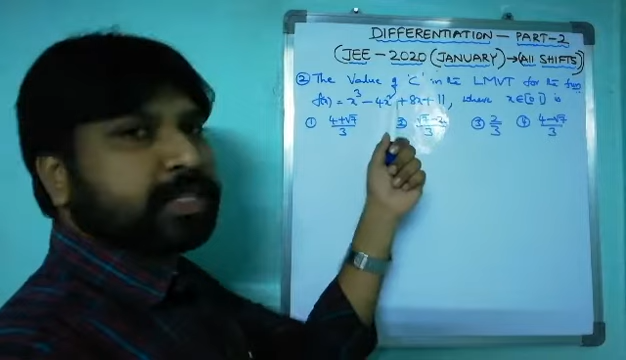 DIFFERENTIATION - PART-2
(JEE - 2020 (JANUARY) → (All SHIFTS)
② The Value of 'C' in the LMVT for the fun
f(x) = x³ - 4x² + 8x + 11, where x ∈ [0 1] is
① 4+√7/3 ② √7-2/3 ③ 2/3 ④ 4-√7/3